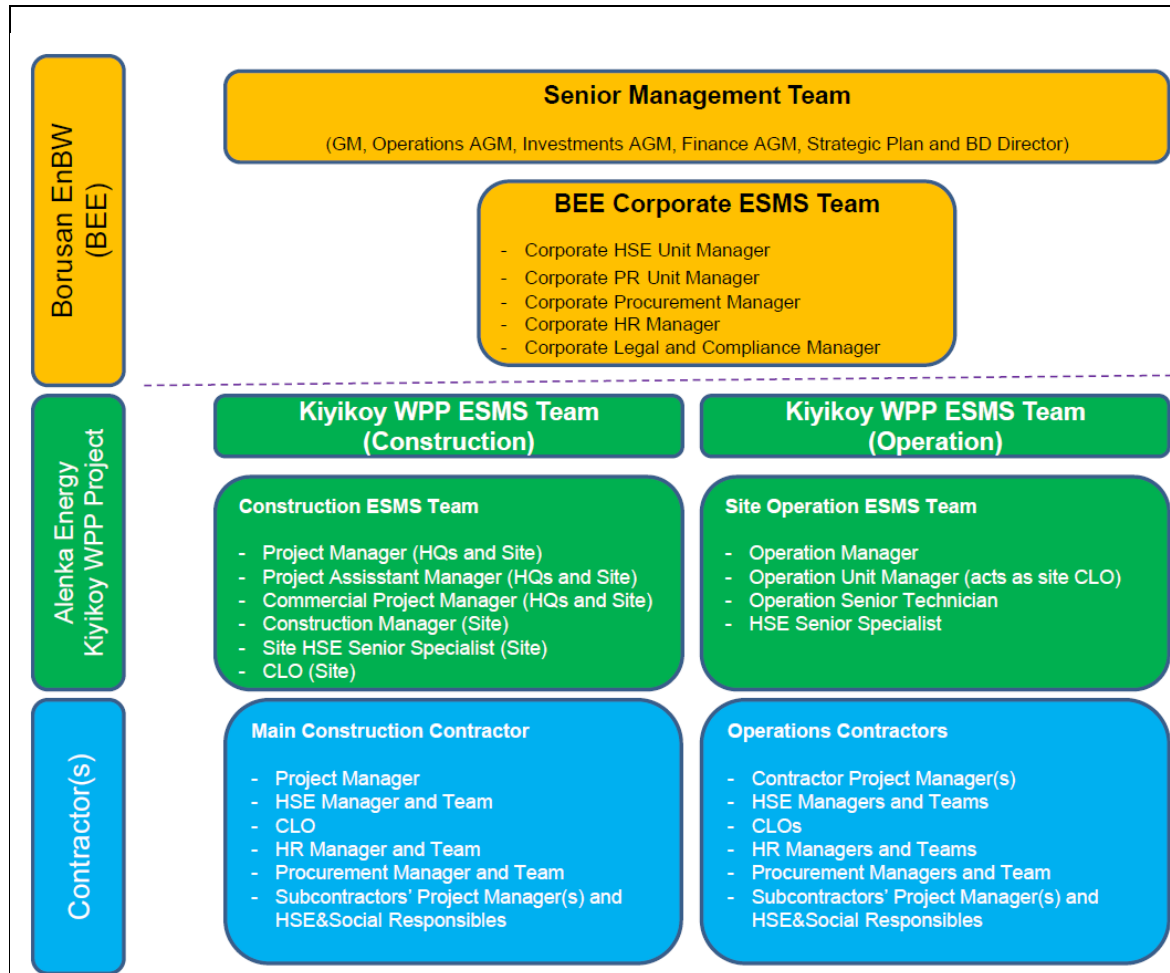 Borusan EnBW
(BEE)
Senior Management Team
(GM, Operations AGM, Investments AGM, Finance AGM, Strategic Plan and BD Director)
BEE Corporate ESMS Team
- Corporate HSE Unit Manager
- Corporate PR Unit Manager
- Corporate Procurement Manager
- Corporate HR Manager
- Corporate Legal and Compliance Manager
Alenka Energy
Kiyikoy WPP Project
Kiyikoy WPP ESMS Team
(Construction)
Kiyikoy WPP ESMS Team
(Operation)
Construction ESMS Team
- Project Manager (HQs and Site)
- Project Assisstant Manager (HQs and Site)
- Commercial Project Manager (HQs and Site)
- Construction Manager (Site)
- Site HSE Senior Specialist (Site)
- CLO (Site)
Site Operation ESMS Team
- Operation Manager
- Operation Unit Manager (acts as site CLO)
- Operation Senior Technician
- HSE Senior Specialist
Contractor(s)
Main Construction Contractor
- Project Manager
- HSE Manager and Team
- CLO
- HR Manager and Team
- Procurement Manager and Team
- Subcontractors' Project Manager(s) and
HSE&Social Responsibles
Operations Contractors
- Contractor Project Manager(s)
- HSE Managers and Teams
- CLOs
- HR Managers and Teams
- Procurement Managers and Team
- Subcontractors' Project Manager(s) and
HSE&Social Responsibles